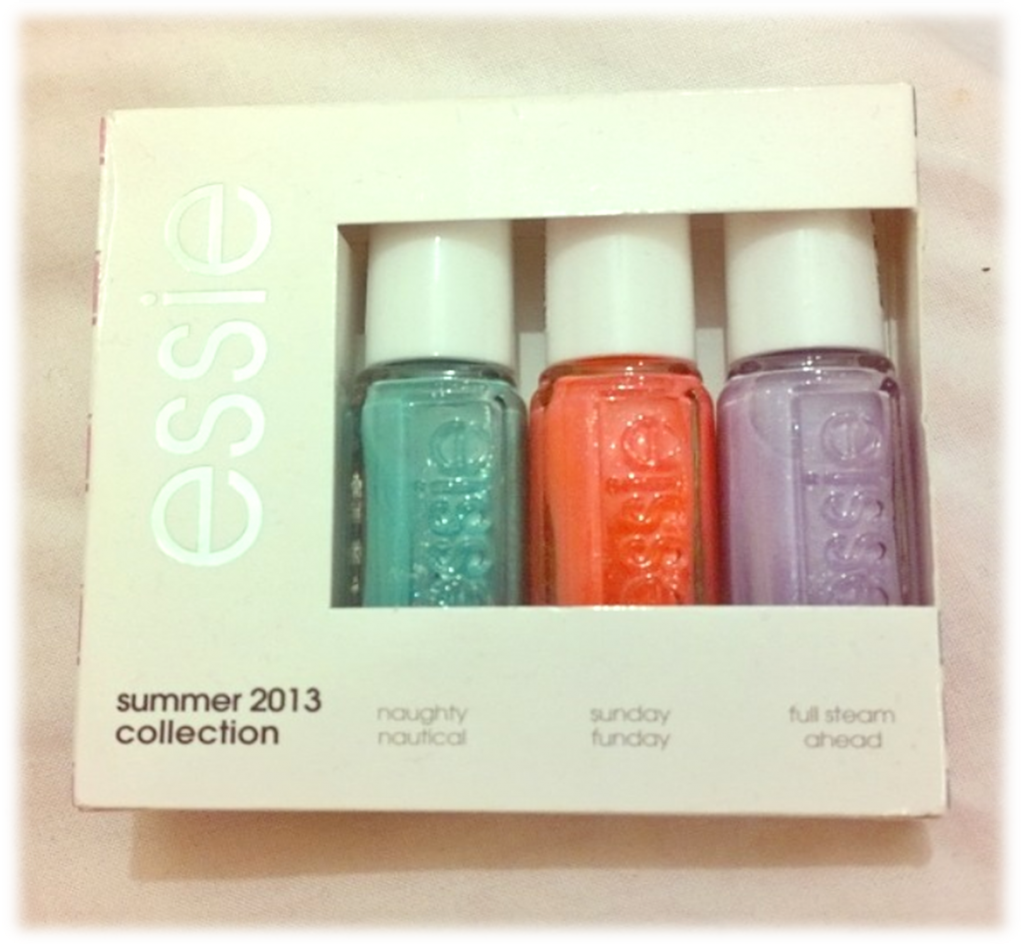 essie
essie
essie
essie
summer 2013
collection
naughty
nautical
sunday
funday
full steam
ahead